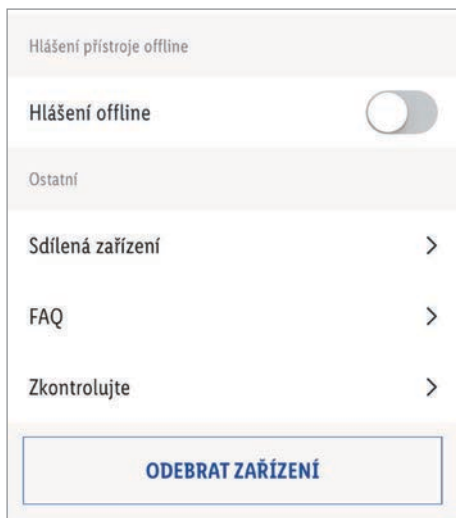 Hlášení přístroje offline
Hlášení offline
Ostatní
Sdílená zařízení
FAQ
Zkontrolujte
ODEBRAT ZAŘÍZENÍ